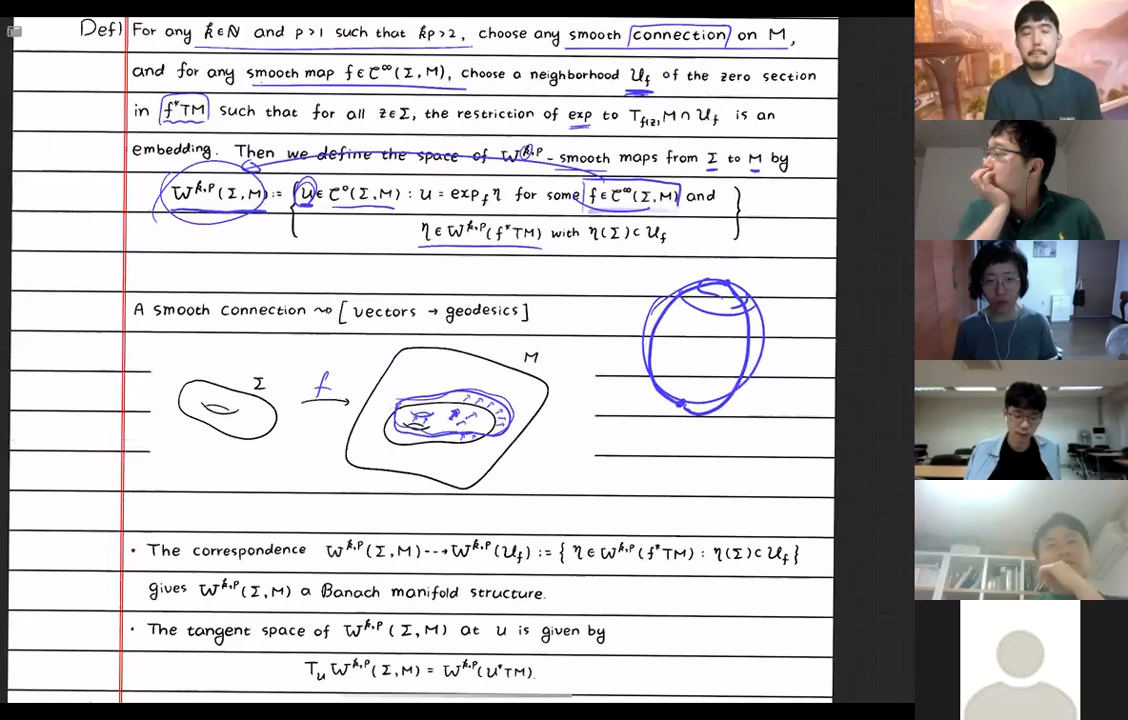 Def) For any k ∈ ℕ and p > 1 such that kp > 2, choose any smooth connection on M,
and for any smooth map f ∈ C^∞(Σ, M), choose a neighborhood U_f of the zero section
in f*TM such that for all z ∈ Σ, the restriction of exp to T_{f(z)}M ∩ U_f is an
embedding. Then we define the space of W^{k,p}-smooth maps from Σ to M by
W^{k,p}(Σ, M) := { u ∈ C^0(Σ, M) : u = exp_f η for some f ∈ C^∞(Σ, M) and
η ∈ W^{k,p}(f*TM) with η(Σ) ⊂ U_f }
A smooth connection ⇝ [vectors → geodesics]
M
Σ
f
• The correspondence W^{k,p}(Σ, M) --→ W^{k,p}(U_f) := { η ∈ W^{k,p}(f*TM) : η(Σ) ⊂ U_f }
gives W^{k,p}(Σ, M) a Banach manifold structure.
• The tangent space of W^{k,p}(Σ, M) at u is given by
T_u W^{k,p}(Σ, M) = W^{k,p}(u*TM).